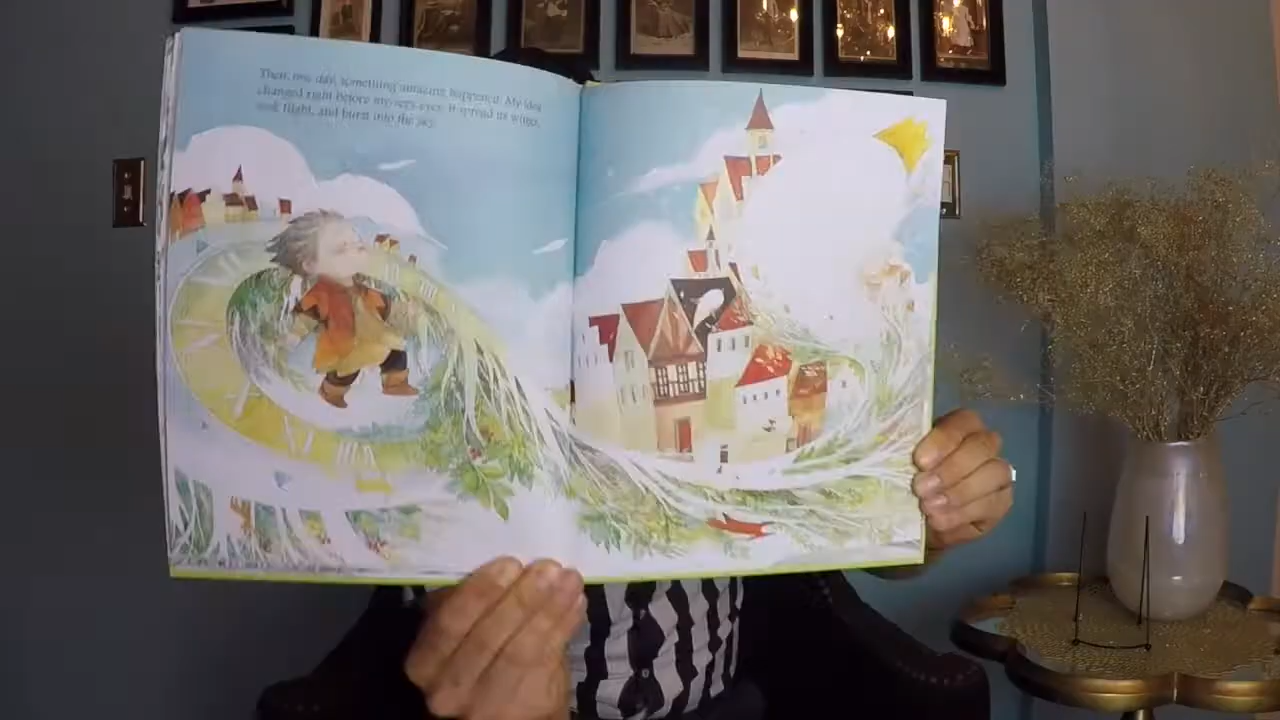 Then, one day, something amazing happened. My idea
changed right before my very eyes. It spread its wings,
took flight, and burst into the sky.